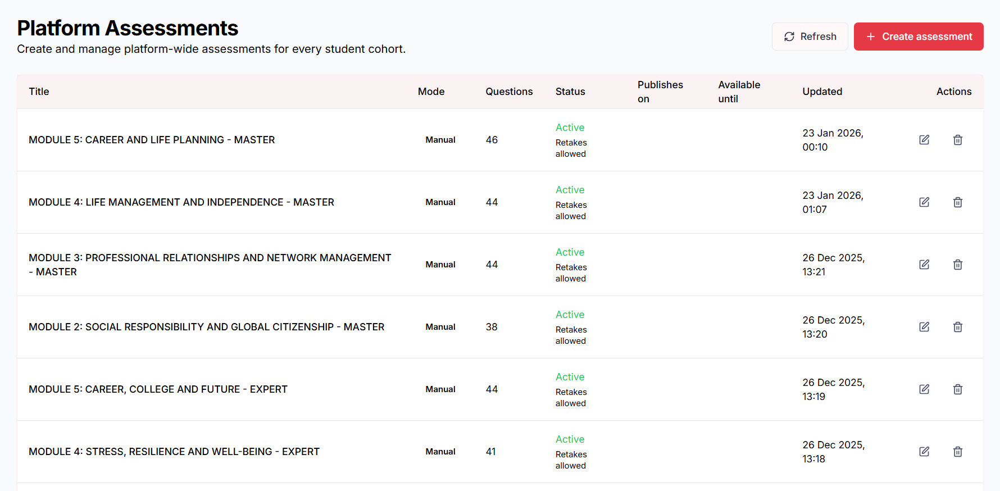 Platform Assessments
Create and manage platform-wide assessments for every student cohort.
Refresh
Create assessment
Title
Mode
Questions
Status
Publishes
on
Available
until
Updated
Actions
MODULE 5: CAREER AND LIFE PLANNING - MASTER
Manual
46
Active
Retakes
allowed
23 Jan 2026,
00:10
MODULE 4: LIFE MANAGEMENT AND INDEPENDENCE - MASTER
Manual
44
Active
Retakes
allowed
23 Jan 2026,
01:07
MODULE 3: PROFESSIONAL RELATIONSHIPS AND NETWORK MANAGEMENT
- MASTER
Manual
44
Active
Retakes
allowed
26 Dec 2025,
13:21
MODULE 2: SOCIAL RESPONSIBILITY AND GLOBAL CITIZENSHIP - MASTER
Manual
38
Active
Retakes
allowed
26 Dec 2025,
13:20
MODULE 5: CAREER, COLLEGE AND FUTURE - EXPERT
Manual
44
Active
Retakes
allowed
26 Dec 2025,
13:19
MODULE 4: STRESS, RESILIENCE AND WELL-BEING - EXPERT
Manual
41
Active
Retakes
allowed
26 Dec 2025,
13:18